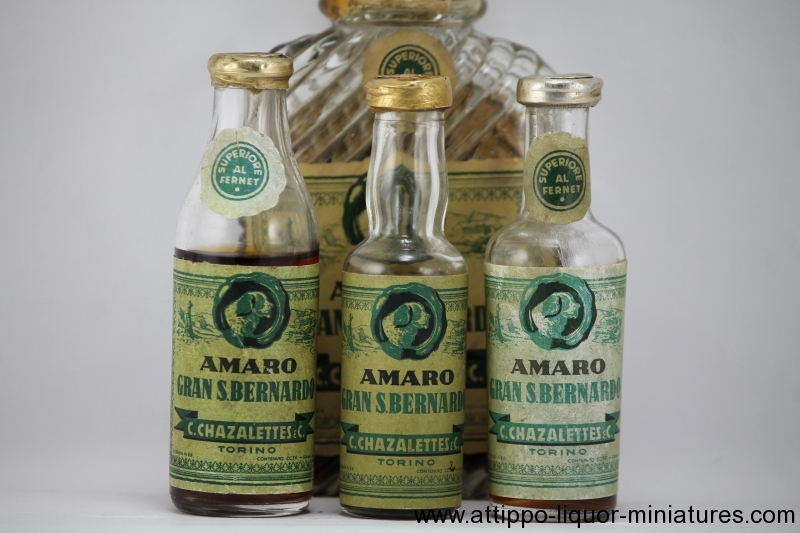 SUPERIORE
AL
FERNET
AMARO
GRAN S.BERNARDO
C. CHAZALETTES & C.
TORINO
SUPERIORE
AL
AMARO
GRAN S.BERNARDO
C. CHAZALETTES & C.
TORINO
SUPERIORE
AL
FERNET
AMARO
GRAN S.BERNARDO
C. CHAZALETTES & C.
TORINO
www.attippo-liquor-miniatures.com